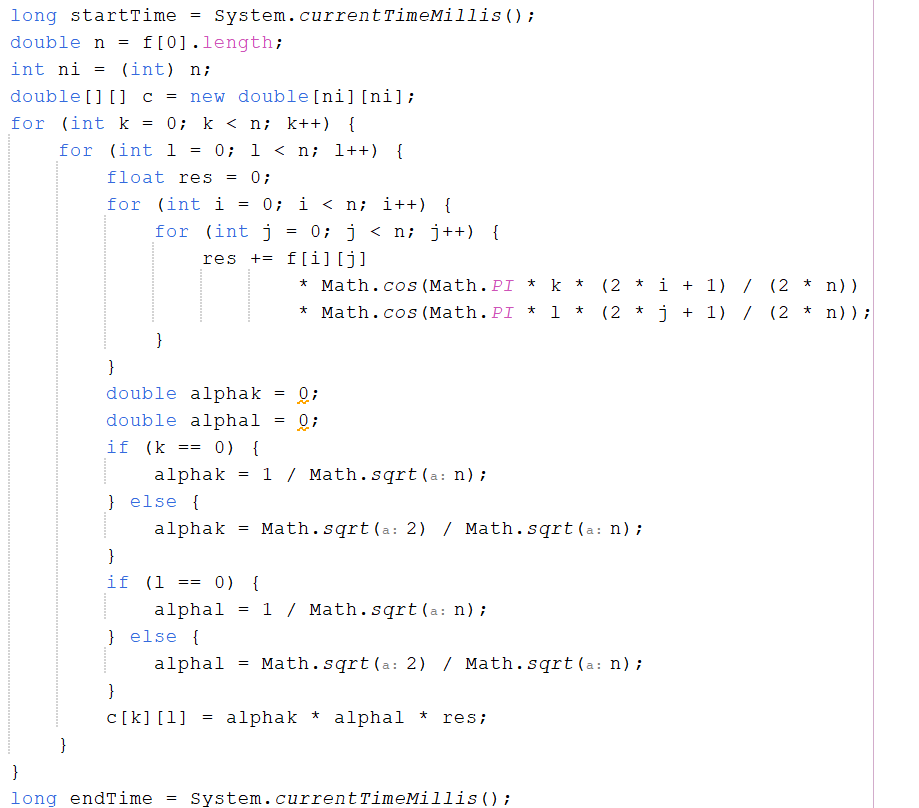 long startTime = System.currentTimeMillis();
double n = f[0].length;
int ni = (int) n;
double[][] c = new double[ni][ni];
for (int k = 0; k < n; k++) {
    for (int l = 0; l < n; l++) {
        float res = 0;
        for (int i = 0; i < n; i++) {
            for (int j = 0; j < n; j++) {
                res += f[i][j]
                        * Math.cos(Math.PI * k * (2 * i + 1) / (2 * n))
                        * Math.cos(Math.PI * l * (2 * j + 1) / (2 * n));
            }
        }
        double alphak = 0;
        double alphal = 0;
        if (k == 0) {
            alphak = 1 / Math.sqrt(a: n);
        } else {
            alphak = Math.sqrt(a: 2) / Math.sqrt(a: n);
        }
        if (l == 0) {
            alphal = 1 / Math.sqrt(a: n);
        } else {
            alphal = Math.sqrt(a: 2) / Math.sqrt(a: n);
        }
        c[k][l] = alphak * alphal * res;
    }
}
long endTime = System.currentTimeMillis();